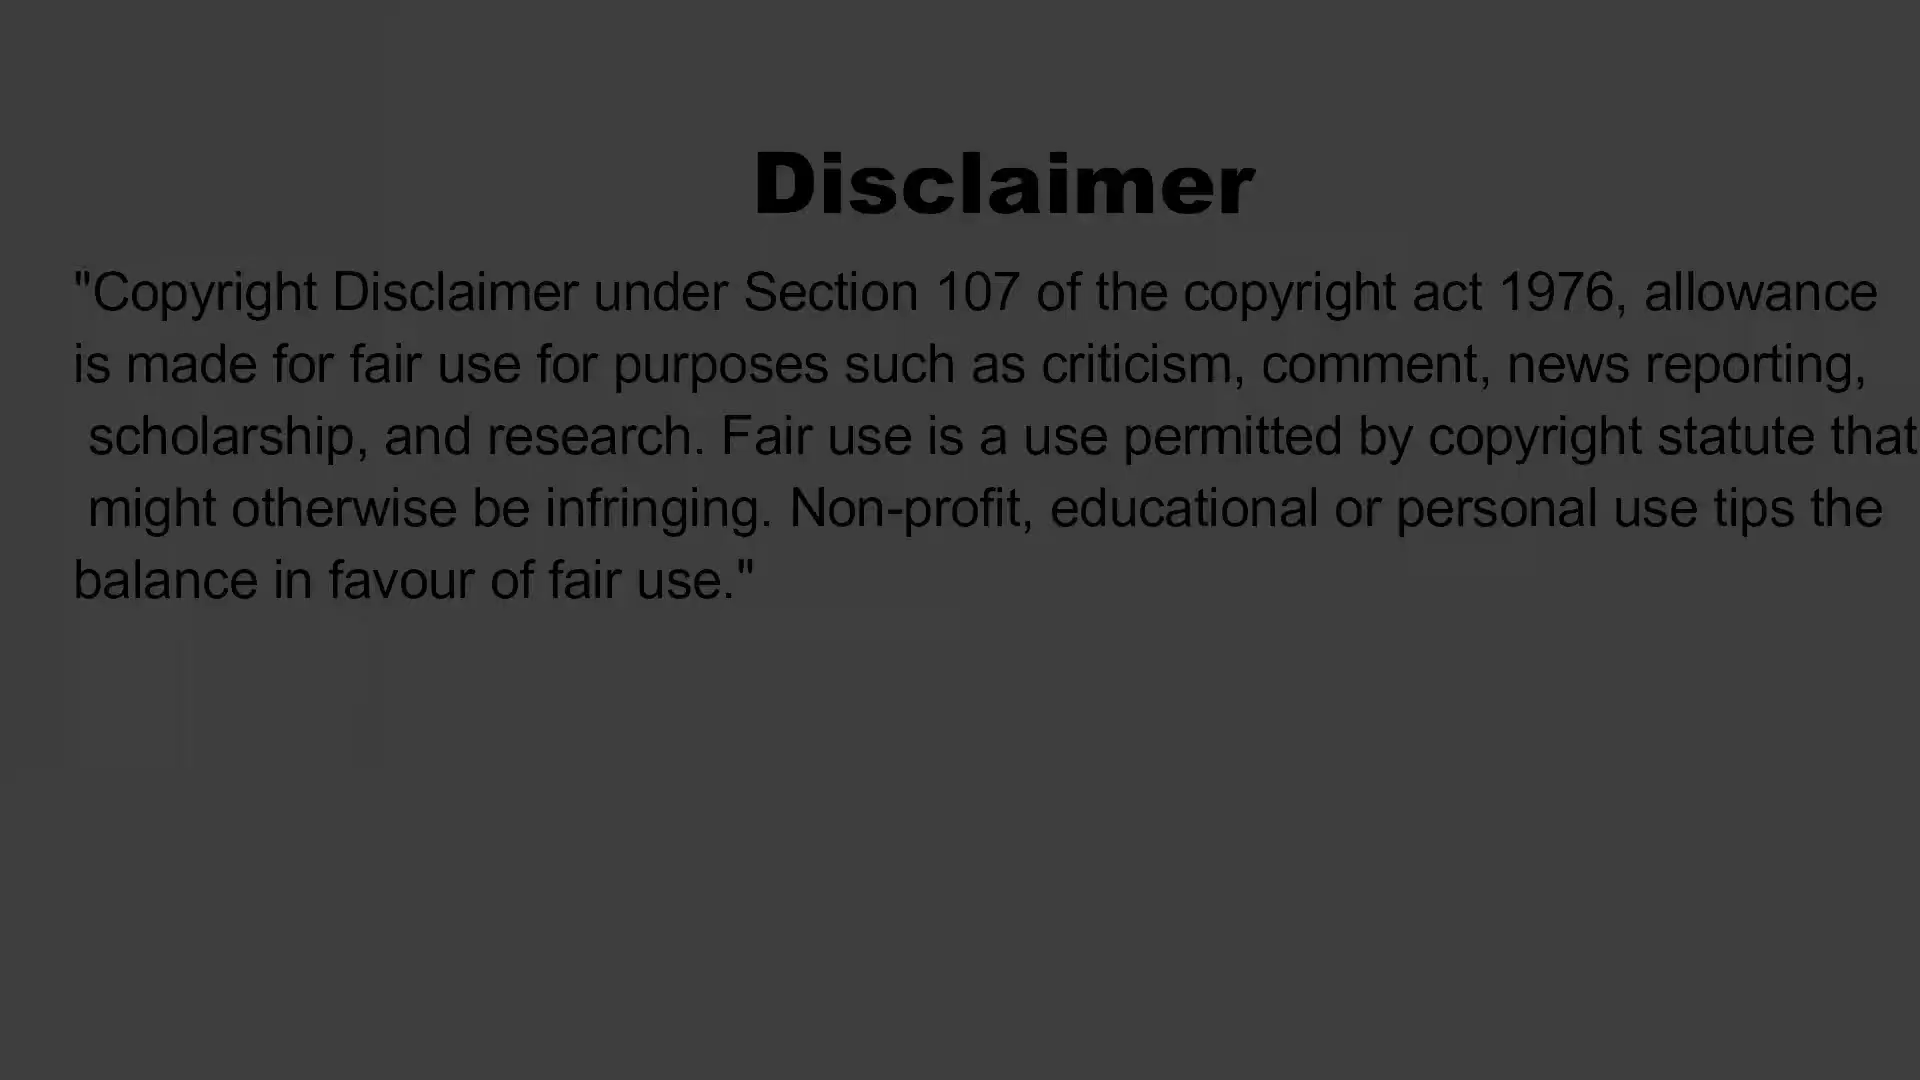 Disclaimer
"Copyright Disclaimer under Section 107 of the copyright act 1976, allowance
is made for fair use for purposes such as criticism, comment, news reporting,
scholarship, and research. Fair use is a use permitted by copyright statute that
might otherwise be infringing. Non-profit, educational or personal use tips the
balance in favour of fair use."